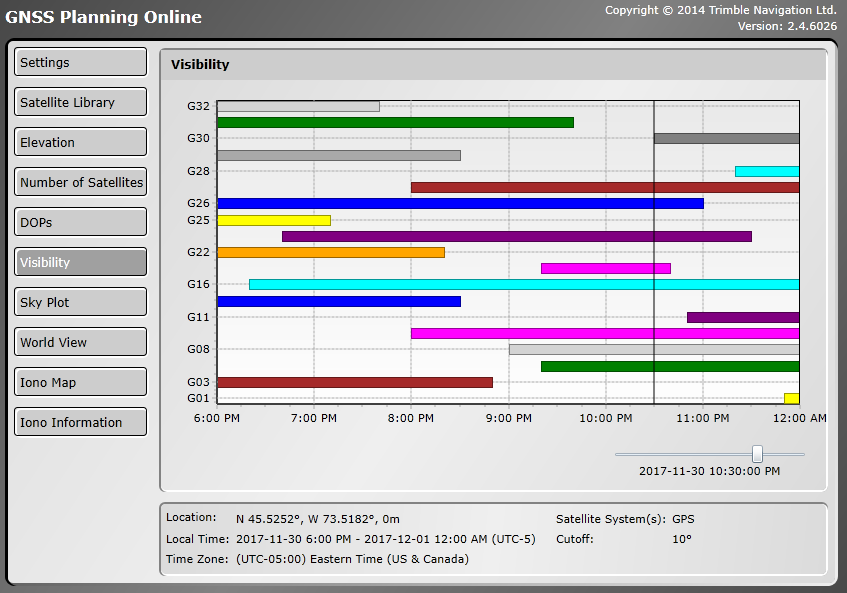 GNSS Planning Online
Copyright © 2014 Trimble Navigation Ltd.
Version: 2.4.6026
Settings
Satellite Library
Elevation
Number of Satellites
DOPs
Visibility
Sky Plot
World View
Iono Map
Iono Information
Visibility
G32
G30
G28
G26
G25
G22
G16
G11
G08
G03
G01
6:00 PM 7:00 PM 8:00 PM 9:00 PM 10:00 PM 11:00 PM 12:00 AM
2017-11-30 10:30:00 PM
Location: N 45.5252°, W 73.5182°, 0m Satellite System(s): GPS
Local Time: 2017-11-30 6:00 PM - 2017-12-01 12:00 AM (UTC-5) Cutoff: 10°
Time Zone: (UTC-05:00) Eastern Time (US & Canada)